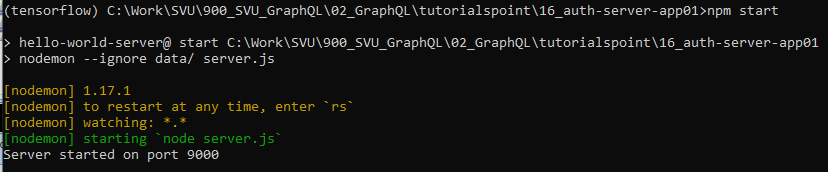 (tensorflow) C:\Work\SVU\900_SVU_GraphQL\02_GraphQL\tutorialspoint\16_auth-server-app01>npm start
> hello-world-server@ start C:\Work\SVU\900_SVU_GraphQL\02_GraphQL\tutorialspoint\16_auth-server-app01
> nodemon --ignore data/ server.js
[nodemon] 1.17.1
[nodemon] to restart at any time, enter `rs`
[nodemon] watching: *.*
[nodemon] starting `node server.js`
Server started on port 9000